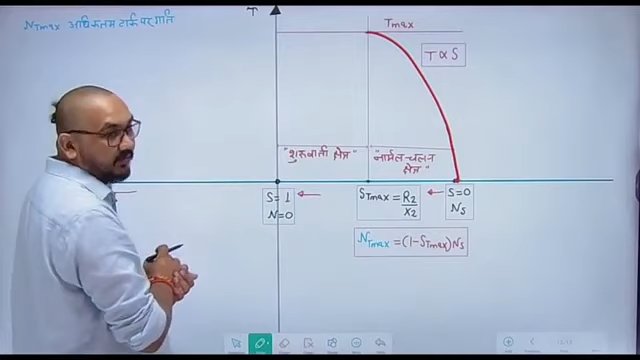 NTmax अधिकतम टार्क पर गति
T
Tmax
T ∝ S
"शुरुवाती क्षेत्र"
"नार्मल-चलन क्षेत्र"
S=1
N=0
STmax = R2/X2
S=0
NS
NTmax = (1-STmax)NS